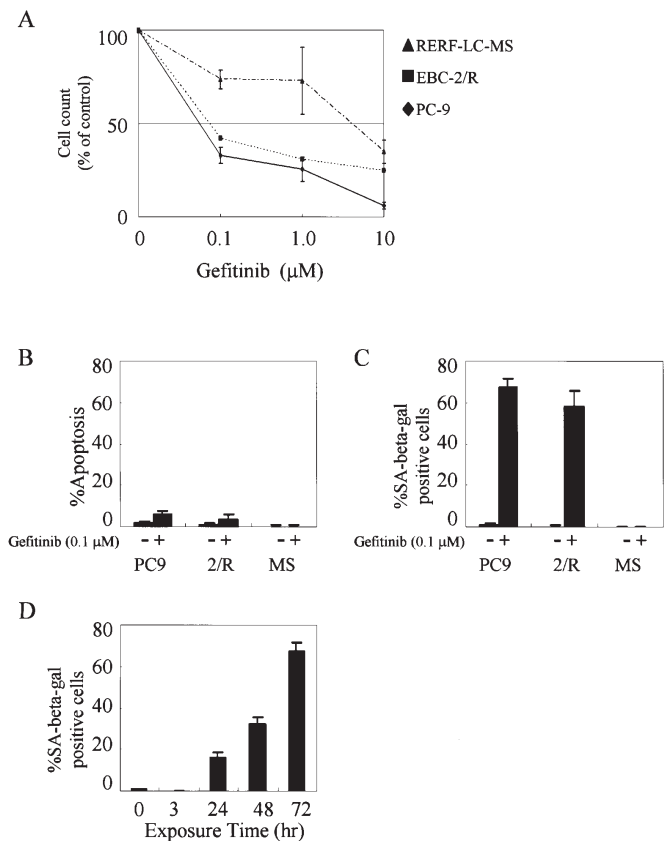 A
Cell count
(% of control)
100
50
0
0
0.1
1.0
10
Gefitinib (μM)
RERF-LC-MS
EBC-2/R
PC-9
B
%Apoptosis
80
60
40
20
0
Gefitinib (0.1 μM)
- + - + - +
PC9 2/R MS
C
%SA-beta-gal
positive cells
80
60
40
20
0
Gefitinib (0.1 μM)
- + - + - +
PC9 2/R MS
D
%SA-beta-gal
positive cells
80
60
40
20
0
0 3 24 48 72
Exposure Time (hr)